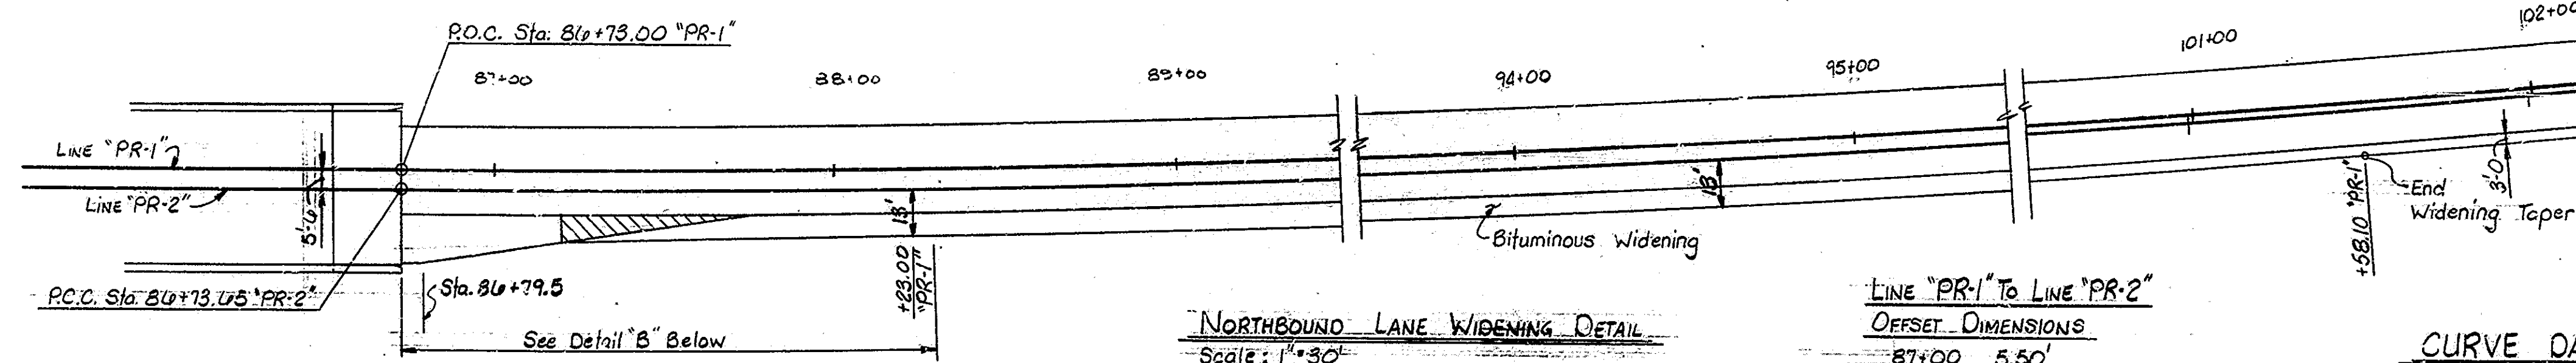 P.O.C. Sta. 86+73.00 "PR-1"
87+00
88+00
89+00
94+00
95+00
101+00
102+00
LINE "PR-1"
LINE "PR-2"
5'-6"
13'
13'
3'-0
Bituminous Widening
End
Widening Taper
+58.10 "PR-1"
P.C.C. Sta. 86+73.65 "PR-2"
Sta. 86+79.5
+23.00
"PR-1"
See Detail "B" Below
NORTHBOUND LANE WIDENING DETAIL
Scale: 1"=30'
LINE "PR-1" TO LINE "PR-2"
OFFSET DIMENSIONS
87+00 5.50'
CURVE DA